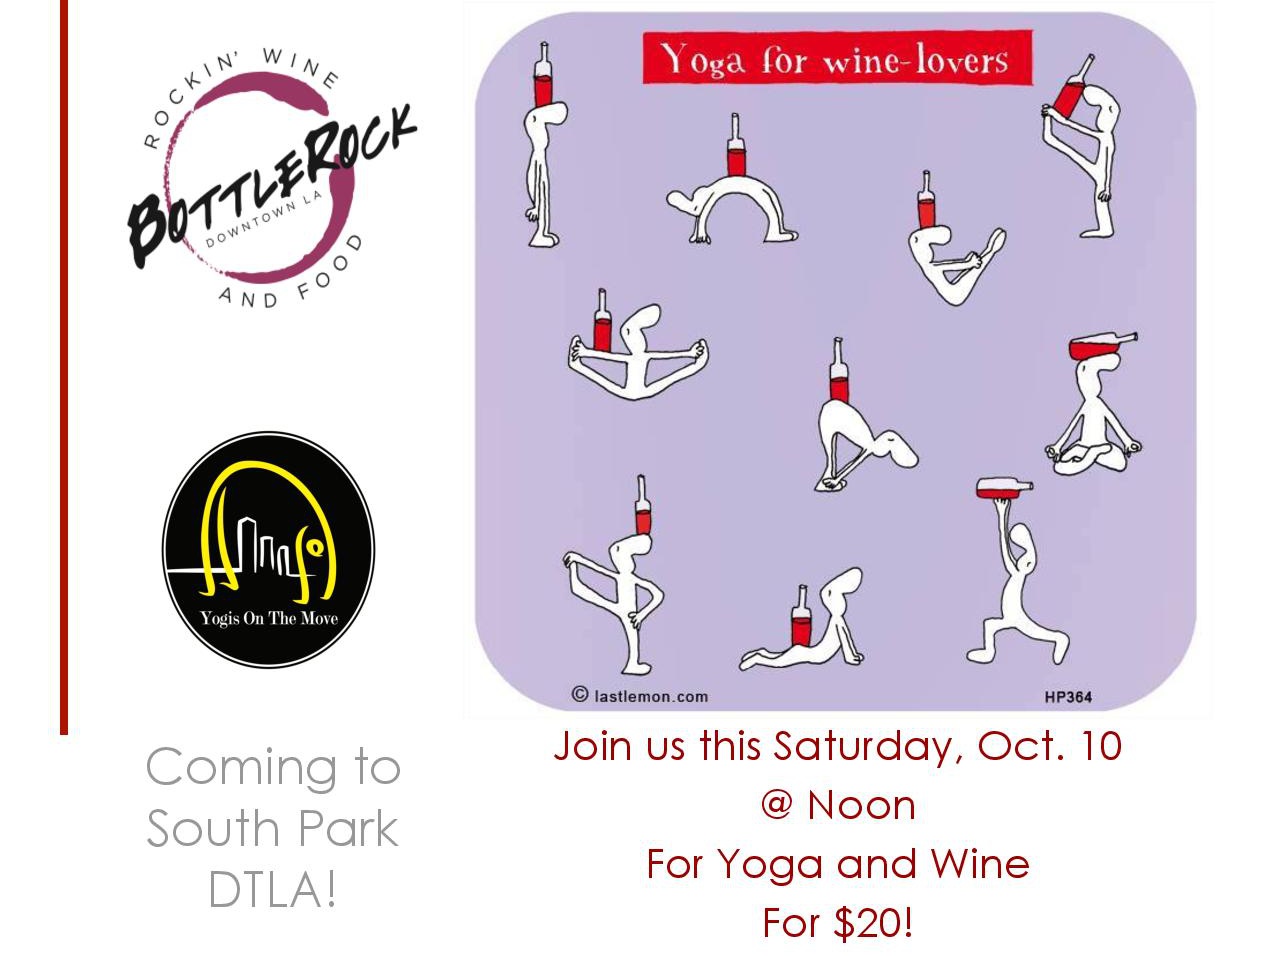 ROCKIN' WINE
BOTTLEROCK
DOWNTOWN LA
AND FOOD
Yogis On The Move
Coming to
South Park
DTLA!
Yoga for wine-lovers
© lastlemon.com
HP364
Join us this Saturday, Oct. 10
@ Noon
For Yoga and Wine
For $20!